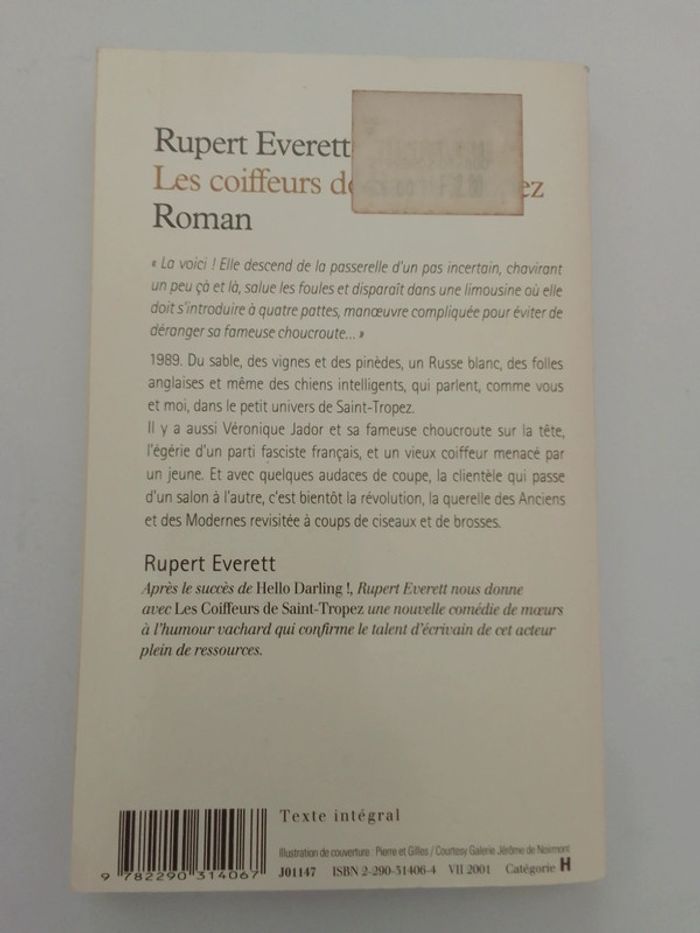 Rupert Everett
Les coiffeurs de ez
Roman
« La voici ! Elle descend de la passerelle d'un pas incertain, chavirant
un peu çà et là, salue les foules et disparaît dans une limousine où elle
doit s'introduire à quatre pattes, manœuvre compliquée pour éviter de
déranger sa fameuse choucroute... »
1989. Du sable, des vignes et des pinèdes, un Russe blanc, des folles
anglaises et même des chiens intelligents, qui parlent, comme vous
et moi, dans le petit univers de Saint-Tropez.
Il y a aussi Véronique Jador et sa fameuse choucroute sur la tête,
l'égérie d'un parti fasciste français, et un vieux coiffeur menacé par
un jeune. Et avec quelques audaces de coupe, la clientèle qui passe
d'un salon à l'autre, c'est bientôt la révolution, la querelle des Anciens
et des Modernes revisitée à coups de ciseaux et de brosses.
Rupert Everett
Après le succès de Hello Darling !, Rupert Everett nous donne
avec Les Coiffeurs de Saint-Tropez une nouvelle comédie de mœurs
à l'humour vachard qui confirme le talent d'écrivain de cet acteur
plein de ressources.
Texte intégral
Illustration de couverture : Pierre et Gilles / Courtesy Galerie Jérôme de Noirmont
9 782290 314067
J01147 ISBN 2-290-31406-4 VII 2001 Catégorie H